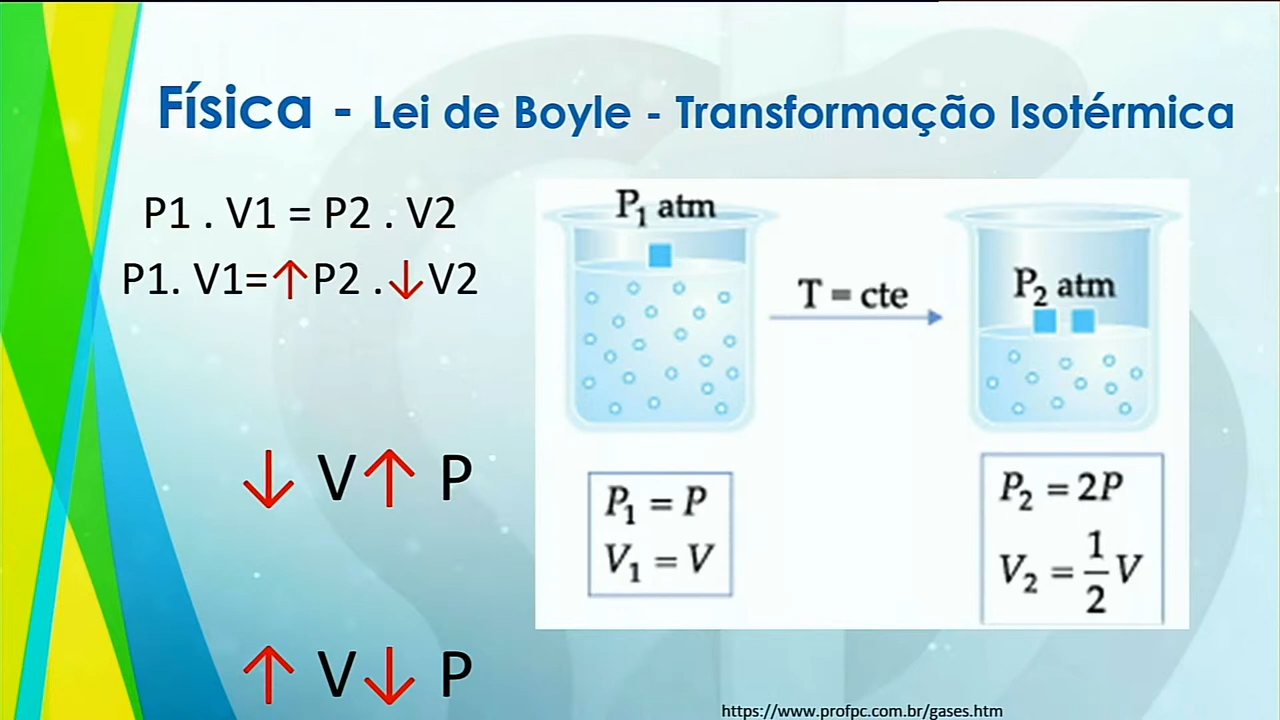 Física - Lei de Boyle - Transformação Isotérmica
P1 . V1 = P2 . V2
P1. V1=↑P2 .↓V2
↓ V↑ P
↑ V↓ P
P₁ atm
T = cte
P₂ atm
P₁ = P
V₁ = V
P₂ = 2P
V₂ = 1/2 V
https://www.profpc.com.br/gases.htm